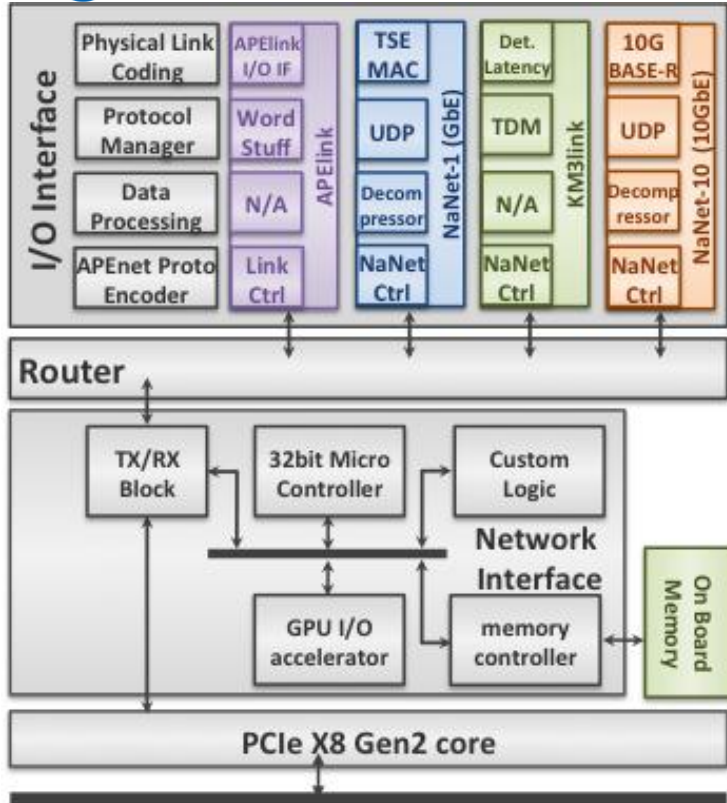 I/O Interface
Physical Link
Coding
Protocol
Manager
Data
Processing
APEnet Proto
Encoder
APElink
I/O IF
Word
Stuff
N/A
Link
Ctrl
APElink
TSE
MAC
UDP
Decom
pressor
NaNet
Ctrl
NaNet-1 (GbE)
Det.
Latency
TDM
N/A
NaNet
Ctrl
KM3link
10G
BASE-R
UDP
Decomp
ressor
NaNet
Ctrl
NaNet-10 (10GbE)
Router
TX/RX
Block
32bit Micro
Controller
Custom
Logic
Network
Interface
GPU I/O
accelerator
memory
controller
On Board
Memory
PCIe X8 Gen2 core